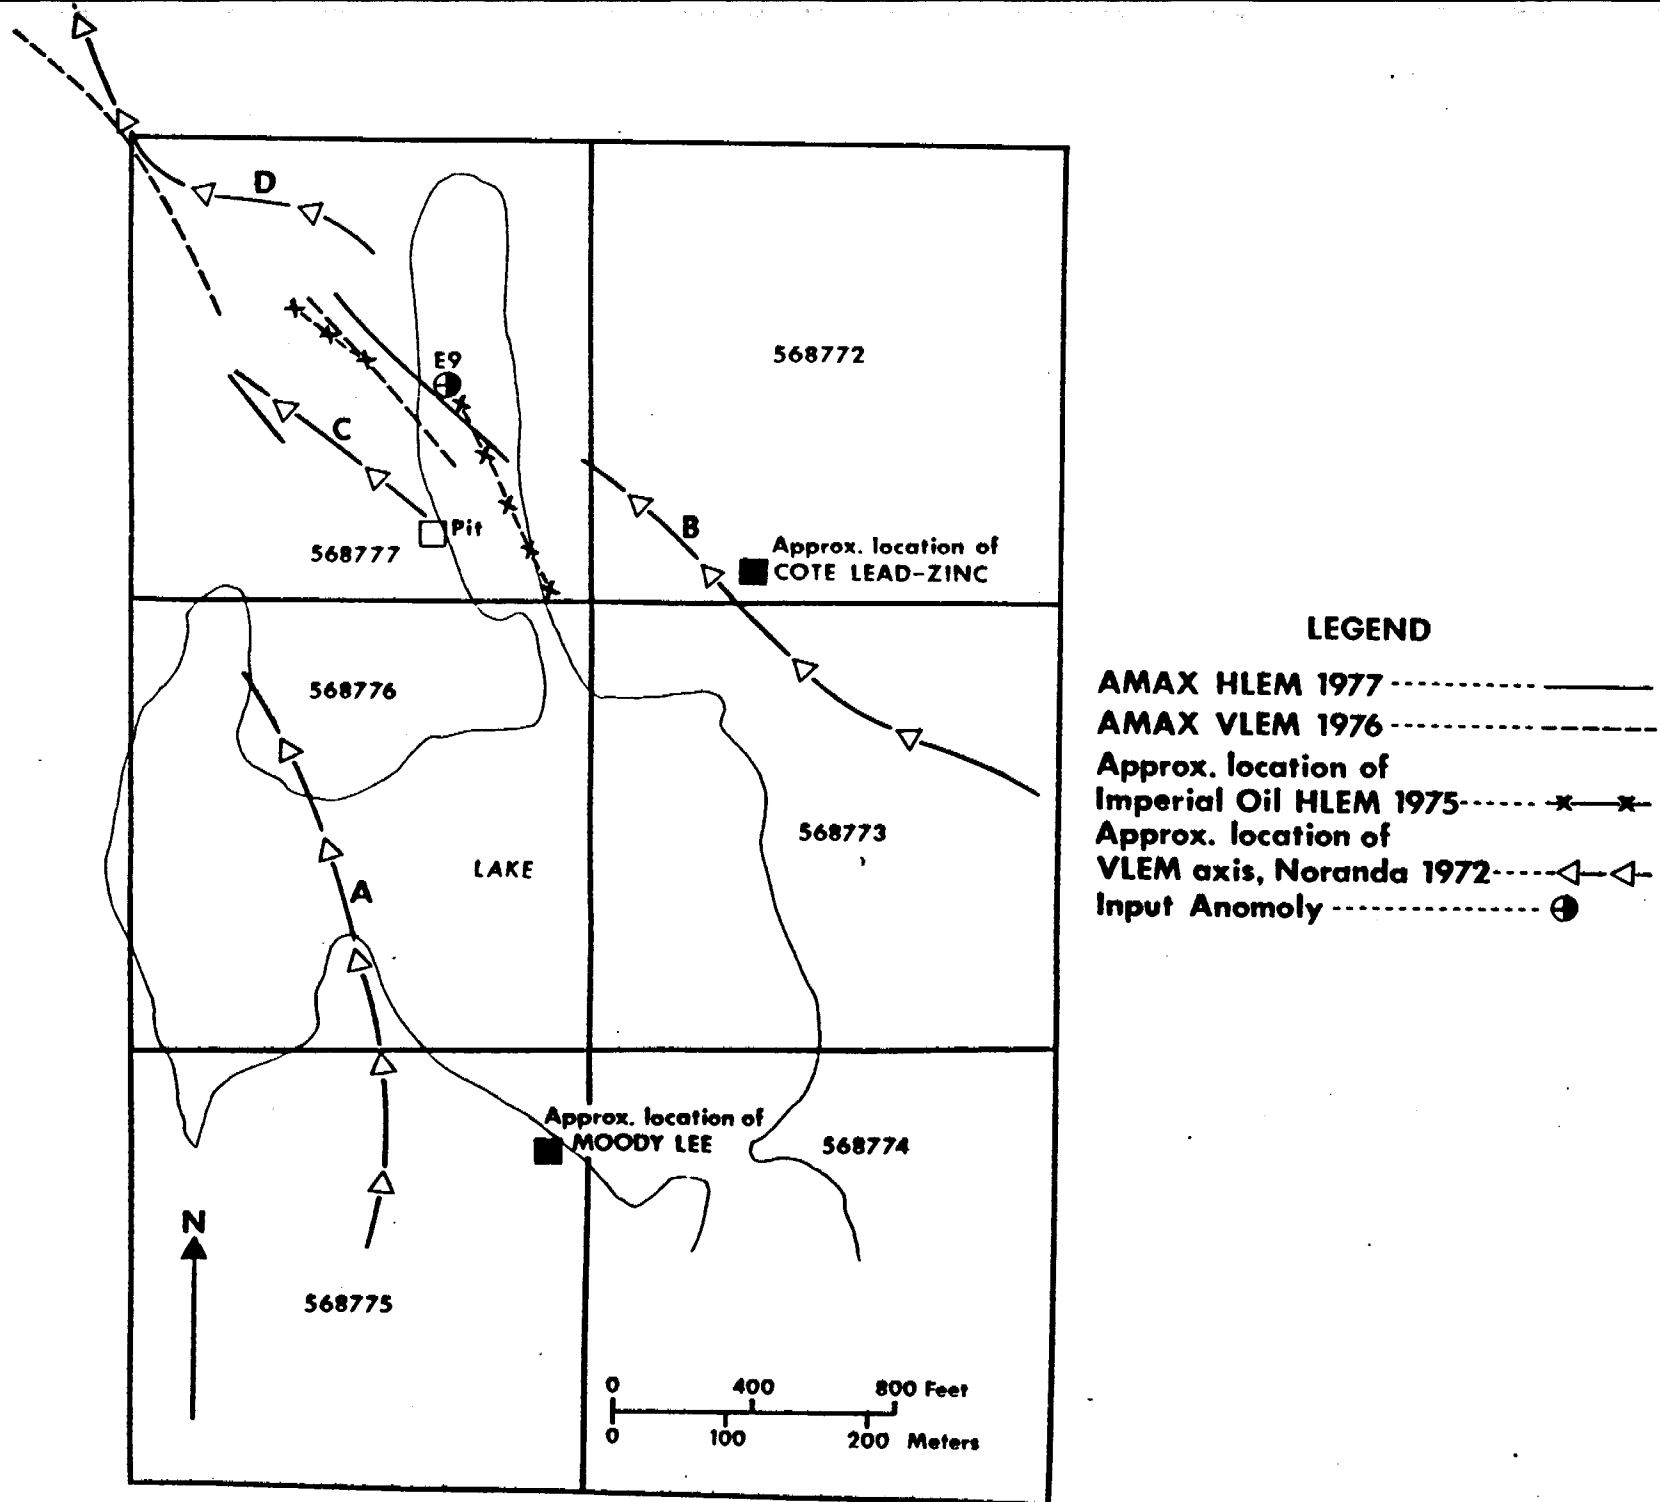 D
E9
568772
C
B
Pit
568777
Approx. location of
COTE LEAD-ZINC
568776
568773
LAKE
A
LEGEND
AMAX HLEM 1977
AMAX VLEM 1976
Approx. location of
Imperial Oil HLEM 1975
Approx. location of
VLEM axis, Noranda 1972
Input Anomoly
Approx. location of
MOODY LEE
568774
N
568775
0 400 800 Feet
0 100 200 Meters